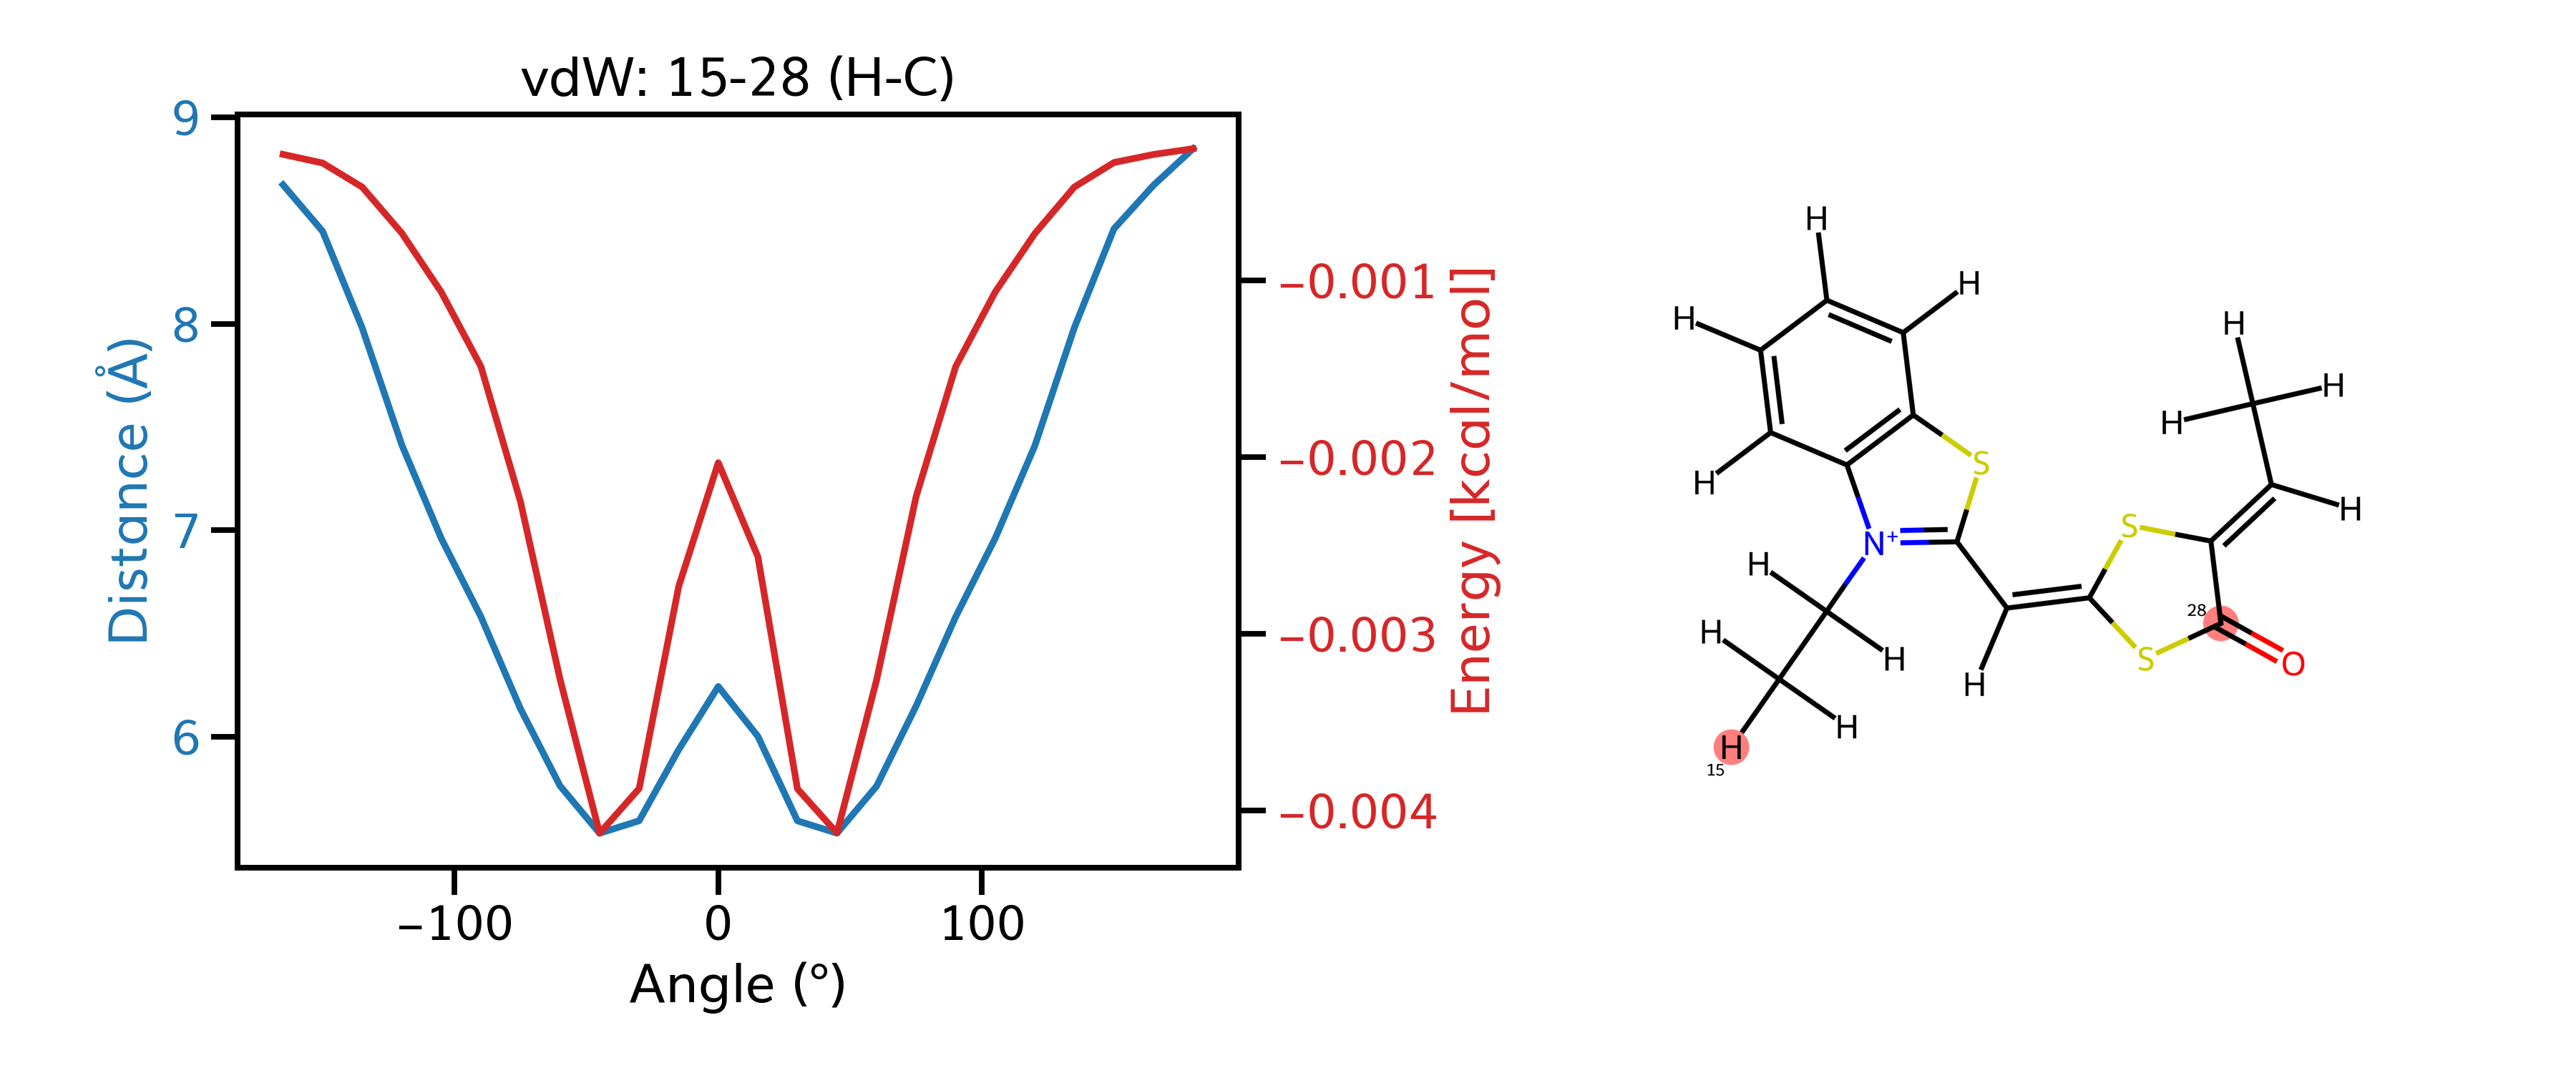 vdW: 15-28 (H-C)
9
8
7
6
Distance (Å)
−100
0
100
Angle (°)
−0.001
−0.002
−0.003
−0.004
Energy [kcal/mol]
H
H
H
H
H
H
H
S
H
N⁺
S
H
H
H
28
H
S
O
H
H
H
15